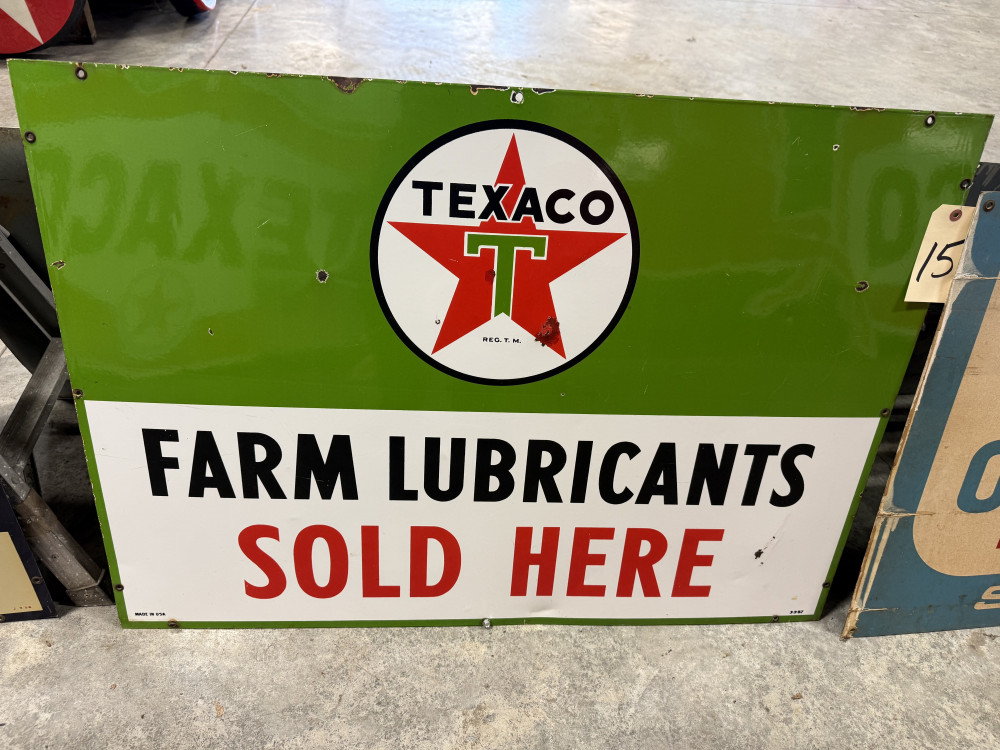 TEXACO
T
REG. T. M.
FARM LUBRICANTS
SOLD HERE
MADE IN USA
15